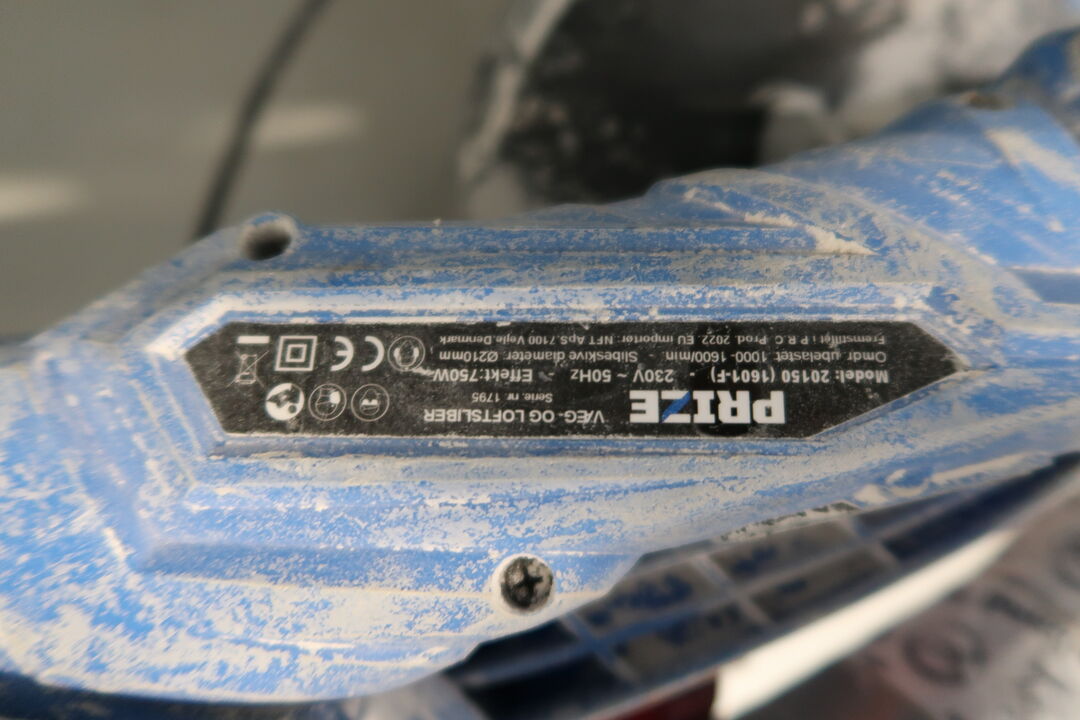 PRIZE
VÆG- OG LOFTSLIBER
Serie. nr. 1795
Model: 20150 (1601-F) - 230V ~ 50Hz - Effekt: 750W
Omdr. ubelastet: 1000-1600/min. Slibeskive diameter Ø210mm
Fremstillet i P.R.C. Prod. 2022. EU importør: NFT ApS, 7100 Vejle, Denmark
CE